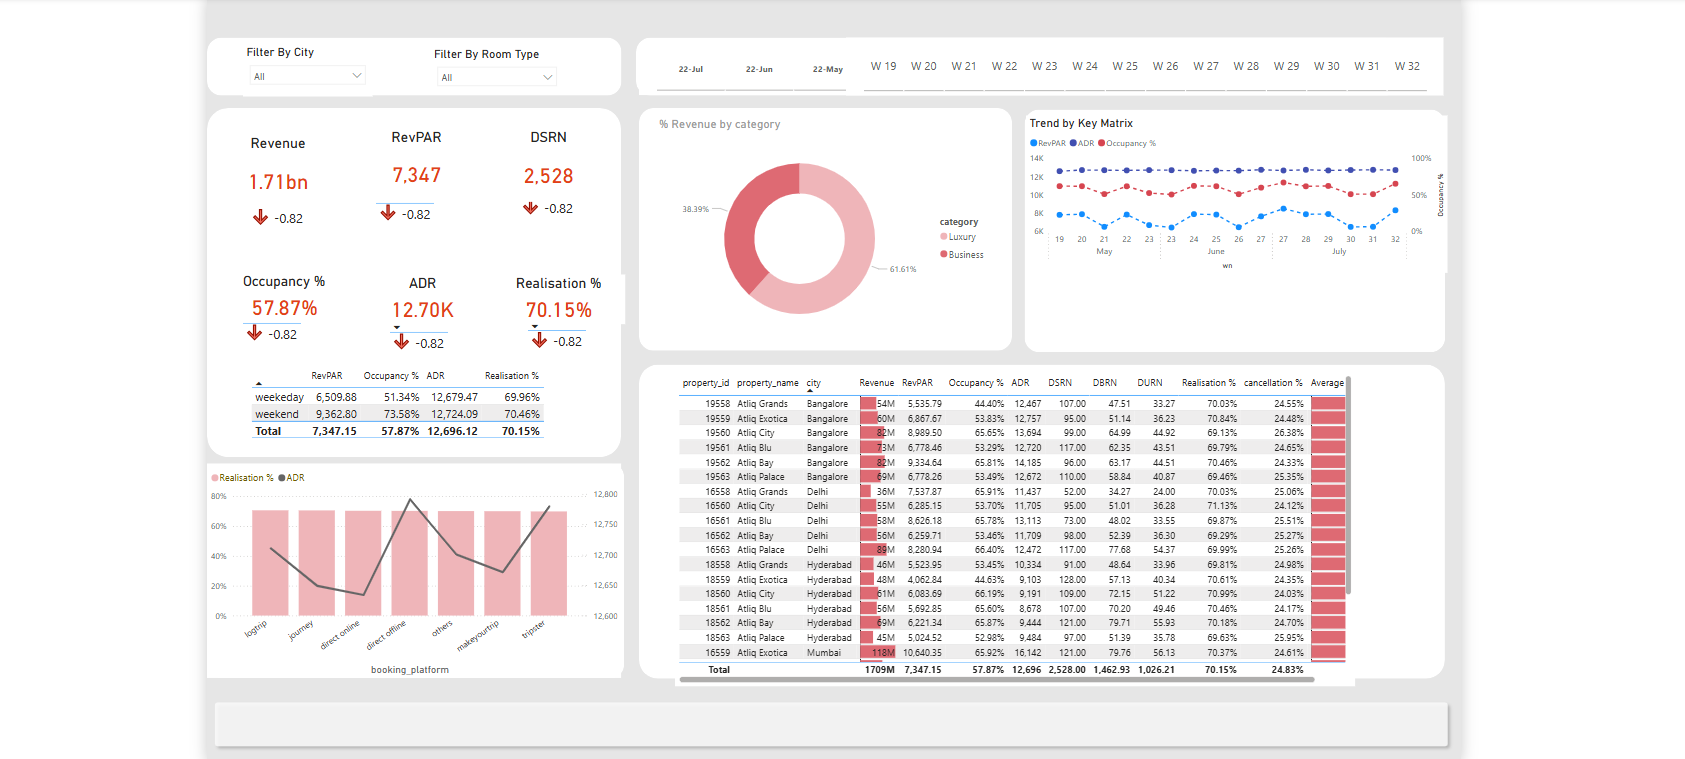 Filter By City
All
Filter By Room Type
All
22-Jul 22-Jun 22-May W 19 W 20 W 21 W 22 W 23 W 24 W 25 W 26 W 27 W 28 W 29 W 30 W 31 W 32
Revenue
1.71bn
-0.82
RevPAR
7,347
-0.82
DSRN
2,528
-0.82
Occupancy %
57.87%
-0.82
ADR
12.70K
-0.82
Realisation %
70.15%
-0.82
RevPAR Occupancy % ADR Realisation %
weekeday 6,509.88 51.34% 12,679.47 69.96%
weekend 9,362.80 73.58% 12,724.09 70.46%
Total 7,347.15 57.87% 12,696.12 70.15%
Realisation % ADR
80%
60%
40%
20%
0%
12,800
12,750
12,700
12,650
12,600
logtrip journey direct online direct offline others makeyourtrip tripster
booking_platform
% Revenue by category
38.39%
61.61%
category
Luxury
Business
Trend by Key Matrix
RevPAR ADR Occupancy %
14K
12K
10K
8K
6K
100%
50%
0%
Occupancy %
19 20 21 22 23 23 24 25 26 27 27 28 29 30 31 32
May June July
wn
property_id property_name city Revenue RevPAR Occupancy % ADR DSRN DBRN DURN Realisation % cancellation % Average
19558 Atliq Grands Bangalore 54M 5,535.79 44.40% 12,467 107.00 47.51 33.27 70.03% 24.55%
19559 Atliq Exotica Bangalore 60M 6,867.67 53.83% 12,757 95.00 51.14 36.23 70.84% 24.48%
19560 Atliq City Bangalore 82M 8,989.50 65.65% 13,694 99.00 64.99 44.92 69.13% 26.38%
19561 Atliq Blu Bangalore 73M 6,778.46 53.29% 12,720 117.00 62.35 43.51 69.79% 24.65%
19562 Atliq Bay Bangalore 82M 9,334.64 65.81% 14,185 96.00 63.17 44.51 70.46% 24.33%
19563 Atliq Palace Bangalore 69M 6,778.26 53.49% 12,672 110.00 58.84 40.87 69.46% 25.35%
16558 Atliq Grands Delhi 36M 7,537.87 65.91% 11,437 52.00 34.27 24.00 70.03% 25.06%
16560 Atliq City Delhi 55M 6,285.15 53.70% 11,705 95.00 51.01 36.28 71.13% 24.12%
16561 Atliq Blu Delhi 58M 8,626.18 65.78% 13,113 73.00 48.02 33.55 69.87% 25.51%
16562 Atliq Bay Delhi 56M 6,259.71 53.46% 11,709 98.00 52.39 36.30 69.29% 25.27%
16563 Atliq Palace Delhi 89M 8,280.94 66.40% 12,472 117.00 77.68 54.37 69.99% 25.26%
18558 Atliq Grands Hyderabad 46M 5,523.95 53.45% 10,334 91.00 48.64 33.96 69.81% 24.98%
18559 Atliq Exotica Hyderabad 48M 4,062.84 44.63% 9,103 128.00 57.13 40.34 70.61% 24.35%
18560 Atliq City Hyderabad 61M 6,083.69 66.19% 9,191 109.00 72.15 51.22 70.99% 24.03%
18561 Atliq Blu Hyderabad 56M 5,692.85 65.60% 8,678 107.00 70.20 49.46 70.46% 24.17%
18562 Atliq Bay Hyderabad 69M 6,221.34 65.87% 9,444 121.00 79.71 55.93 70.18% 24.70%
18563 Atliq Palace Hyderabad 45M 5,024.52 52.98% 9,484 97.00 51.39 35.78 69.63% 25.95%
16559 Atliq Exotica Mumbai 118M 10,640.35 65.92% 16,142 121.00 79.76 56.13 70.37% 24.61%
Total 1709M 7,347.15 57.87% 12,696 2,528.00 1,462.93 1,026.21 70.15% 24.83%